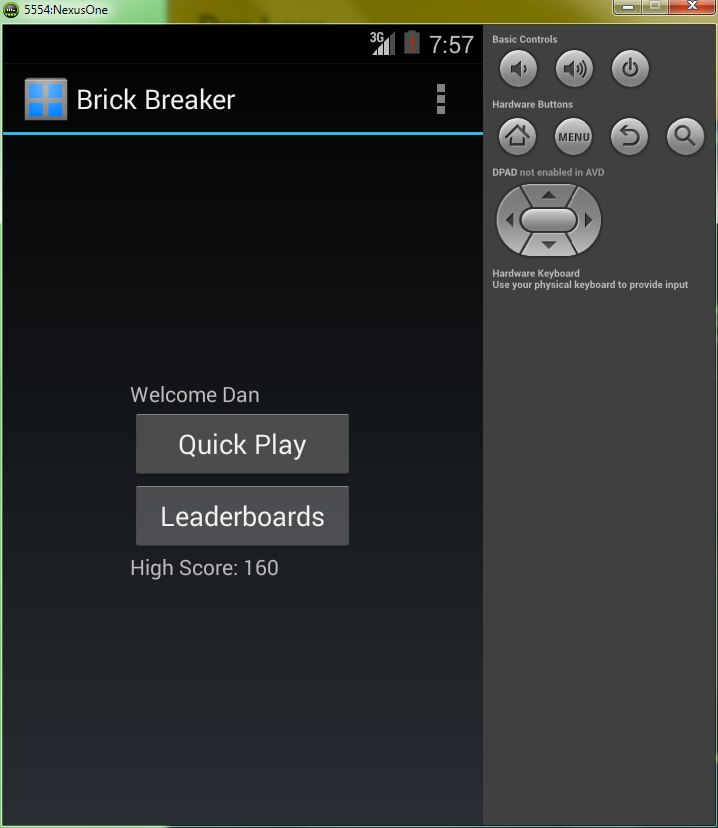 5554:NexusOne
3G 7:57
Brick Breaker
Welcome Dan
Quick Play
Leaderboards
High Score: 160
Basic Controls
Hardware Buttons
MENU
DPAD not enabled in AVD
Hardware Keyboard
Use your physical keyboard to provide input